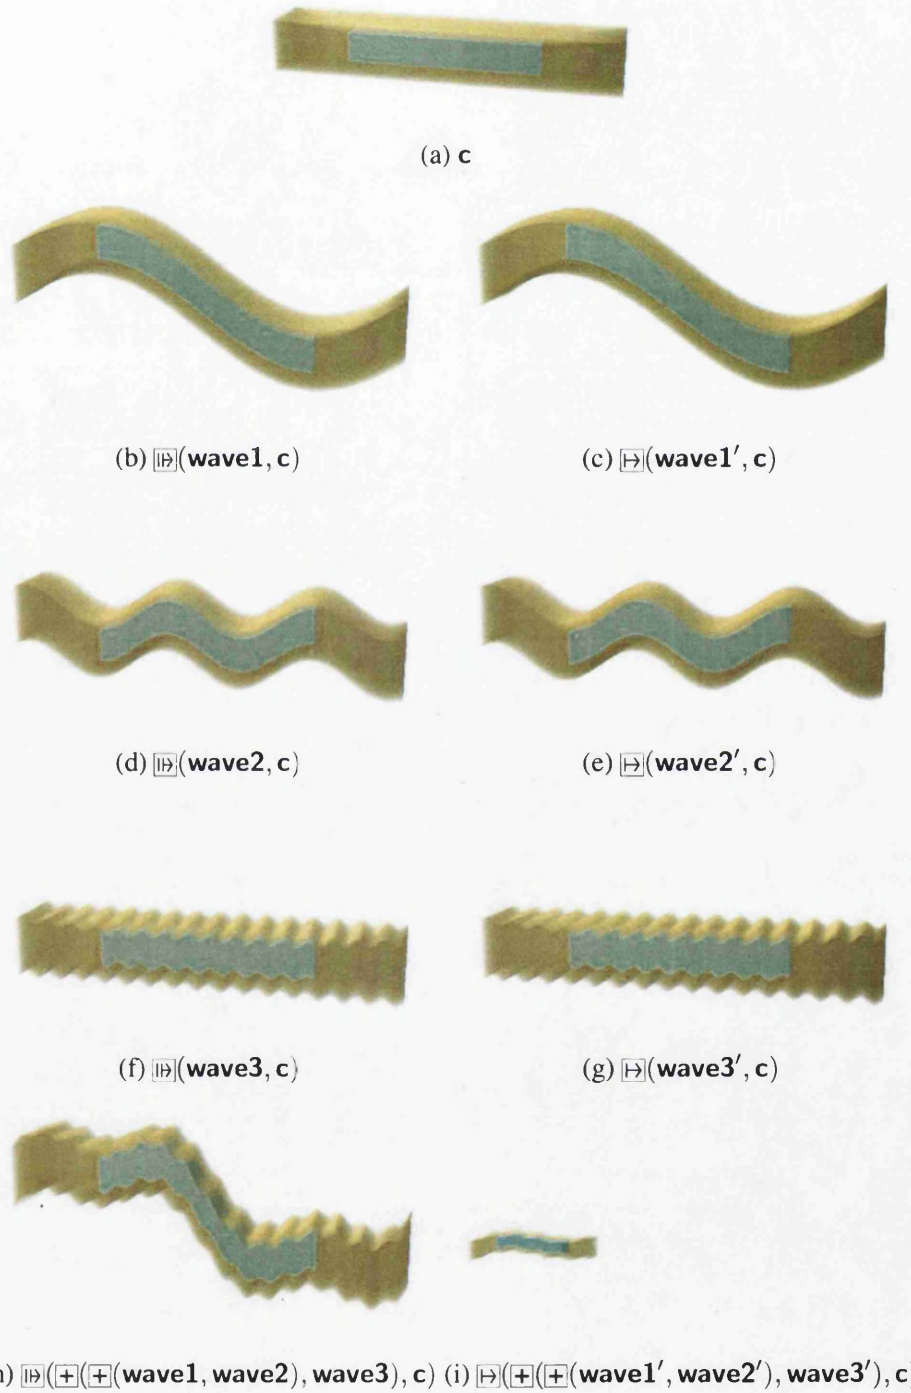 (a) c
(b) ⊪(wave1, c) (c) ↦(wave1′, c)
(d) ⊪(wave2, c) (e) ↦(wave2′, c)
(f) ⊪(wave3, c) (g) ↦(wave3′, c)
) ⊪(⊞(⊞(wave1, wave2), wave3), c) (i) ↦(⊞(⊞(wave1′, wave2′), wave3′), c